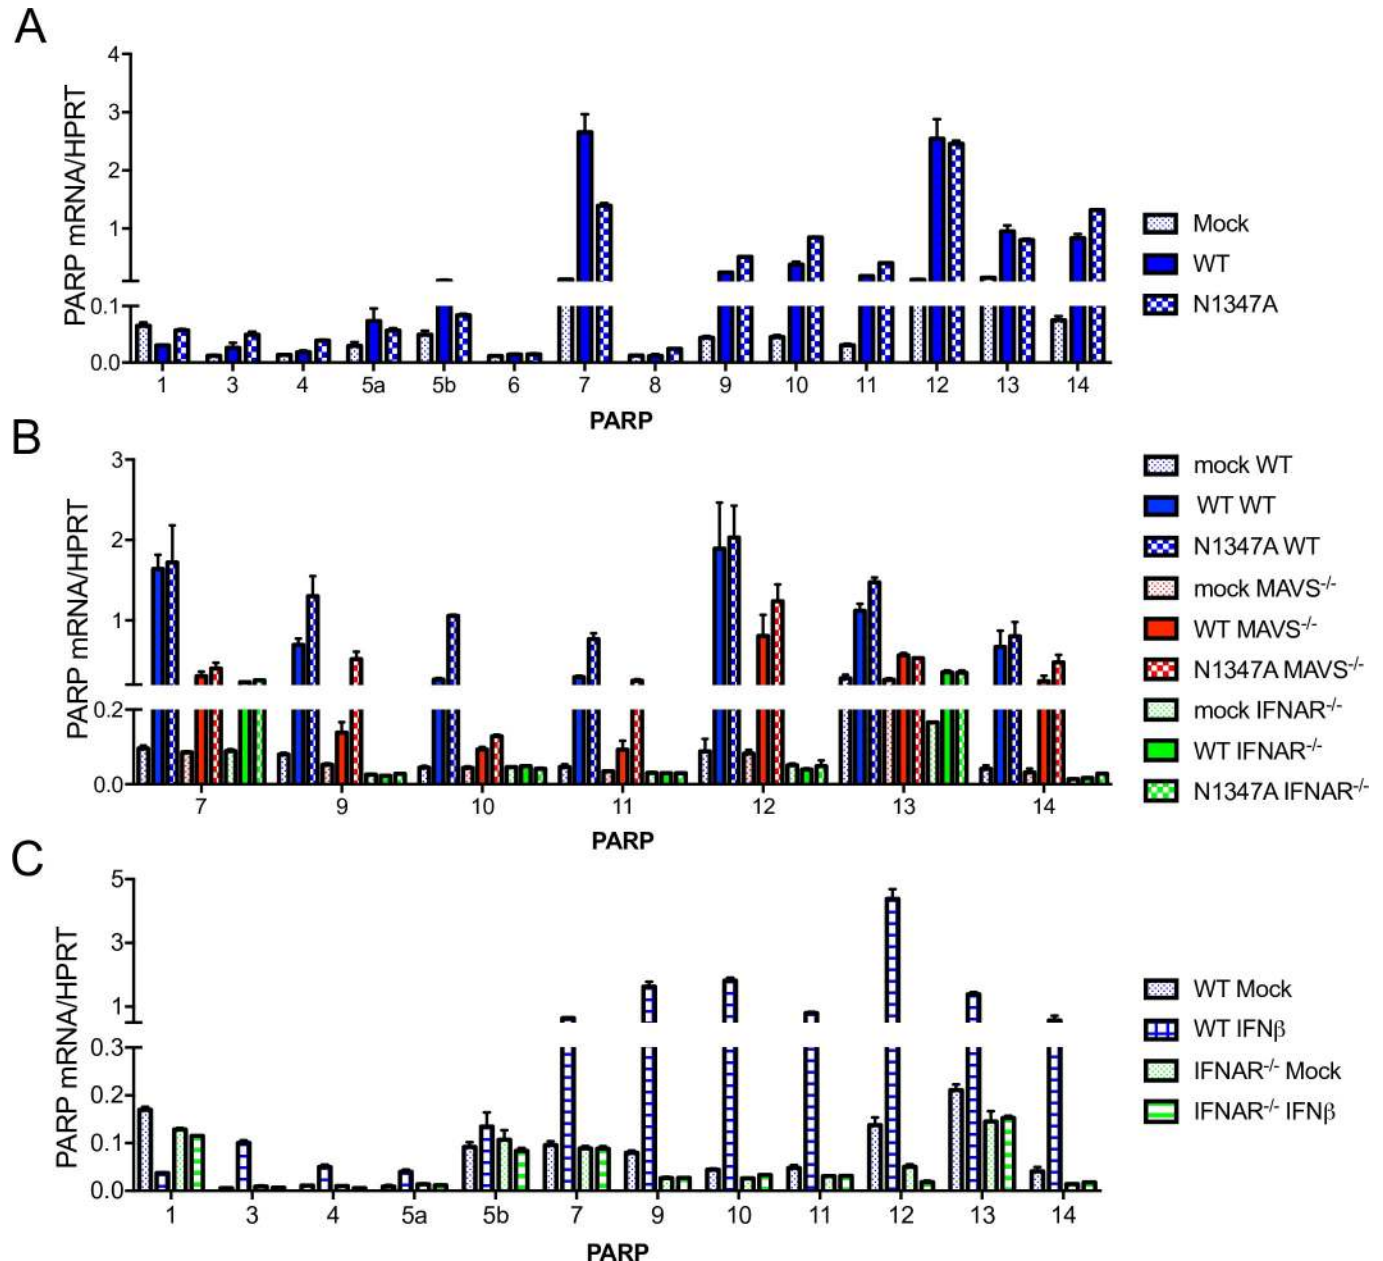 A
PARP mRNA/HPRT
4
3
2
1
0.1
0.0
1 3 4 5a 5b 6 7 8 9 10 11 12 13 14
PARP
Mock
WT
N1347A
B
PARP mRNA/HPRT
3
2
1
0.2
0.0
7 9 10 11 12 13 14
PARP
mock WT
WT WT
N1347A WT
mock MAVS-/-
WT MAVS-/-
N1347A MAVS-/-
mock IFNAR-/-
WT IFNAR-/-
N1347A IFNAR-/-
C
PARP mRNA/HPRT
5
3
1
0.3
0.2
0.1
0.0
1 3 4 5a 5b 7 9 10 11 12 13 14
PARP
WT Mock
WT IFNβ
IFNAR-/- Mock
IFNAR-/- IFNβ